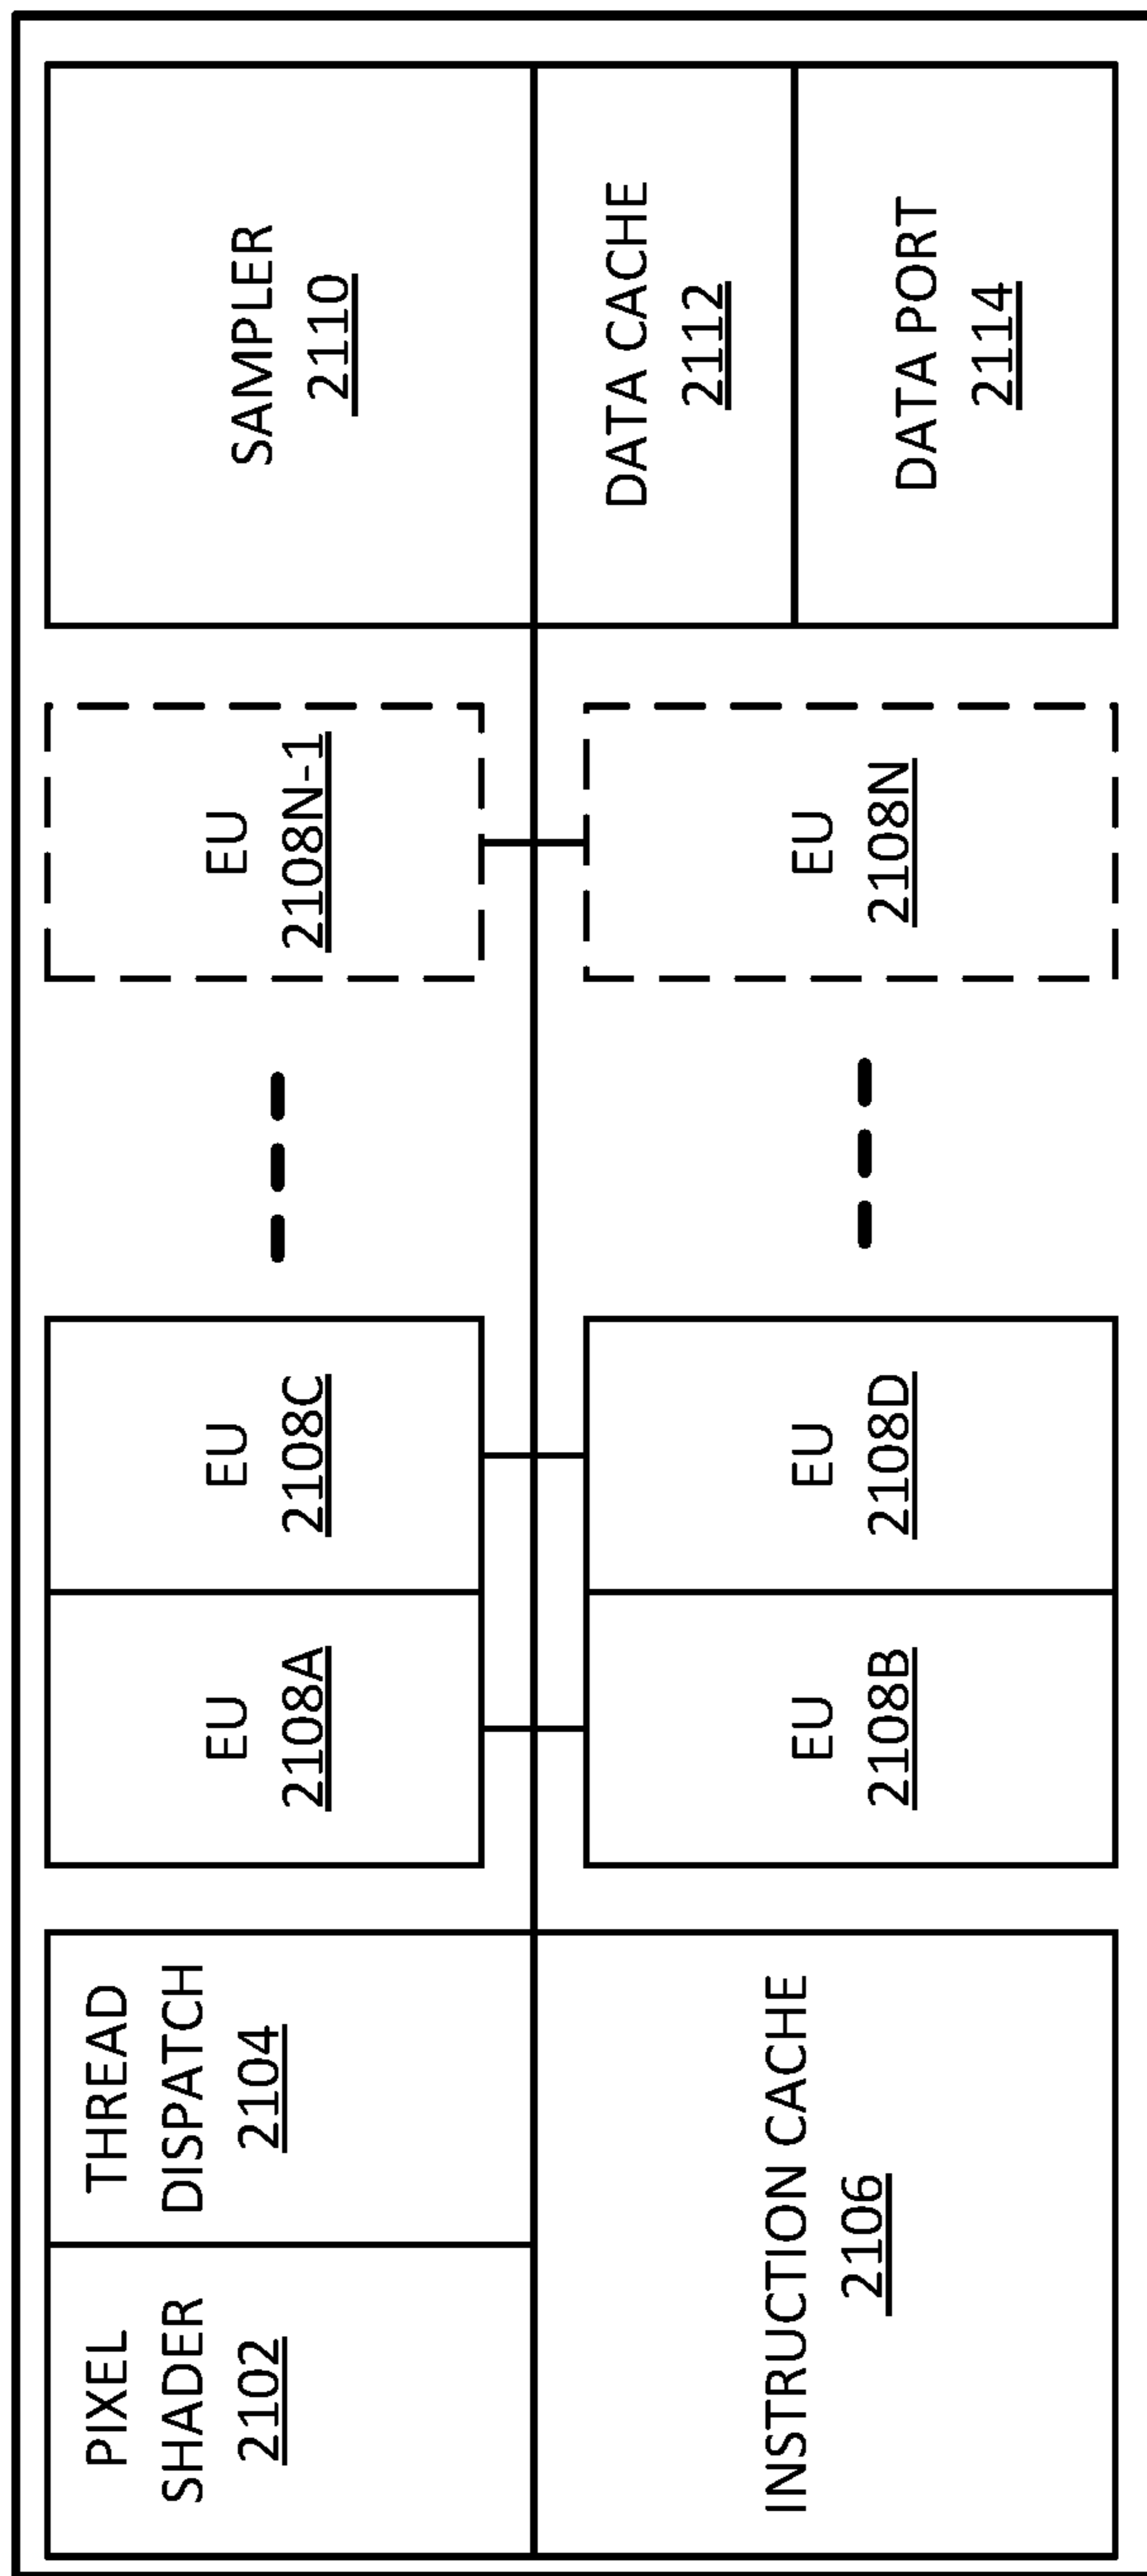 PIXEL
SHADER
2102
THREAD
DISPATCH
2104
INSTRUCTION CACHE
2106
EU
2108A
EU
2108C
EU
2108B
EU
2108D
EU
2108N-1
EU
2108N
SAMPLER
2110
DATA CACHE
2112
DATA PORT
2114